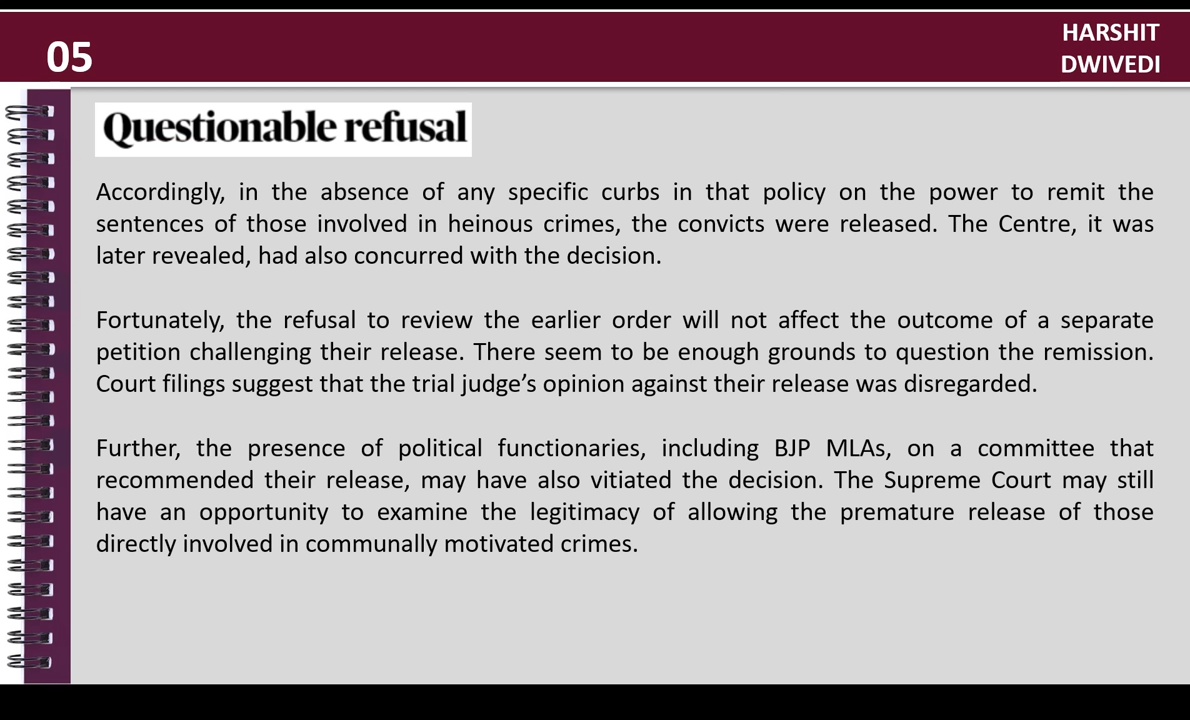 05
HARSHIT
DWIVEDI
Questionable refusal
Accordingly, in the absence of any specific curbs in that policy on the power to remit the
sentences of those involved in heinous crimes, the convicts were released. The Centre, it was
later revealed, had also concurred with the decision.
Fortunately, the refusal to review the earlier order will not affect the outcome of a separate
petition challenging their release. There seem to be enough grounds to question the remission.
Court filings suggest that the trial judge’s opinion against their release was disregarded.
Further, the presence of political functionaries, including BJP MLAs, on a committee that
recommended their release, may have also vitiated the decision. The Supreme Court may still
have an opportunity to examine the legitimacy of allowing the premature release of those
directly involved in communally motivated crimes.